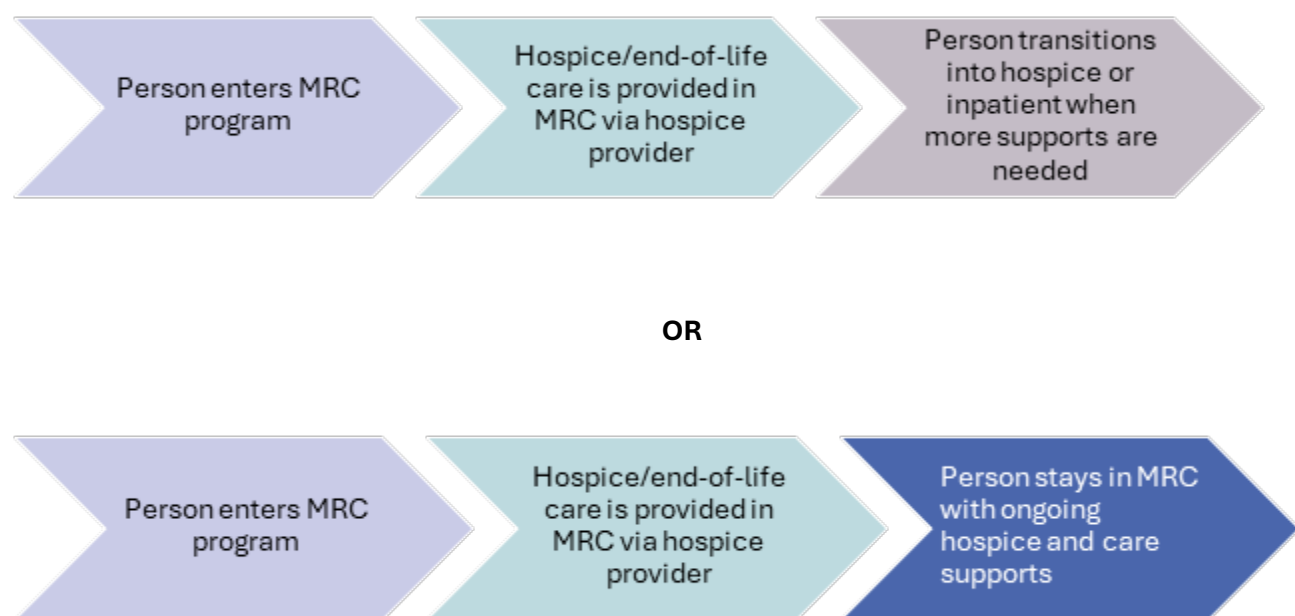 Person enters MRC
program
Hospice/end-of-life
care is provided in
MRC via hospice
provider
Person transitions
into hospice or
inpatient when
more supports are
needed
OR
Person enters MRC
program
Hospice/end-of-life
care is provided in
MRC via hospice
provider
Person stays in MRC
with ongoing
hospice and care
supports